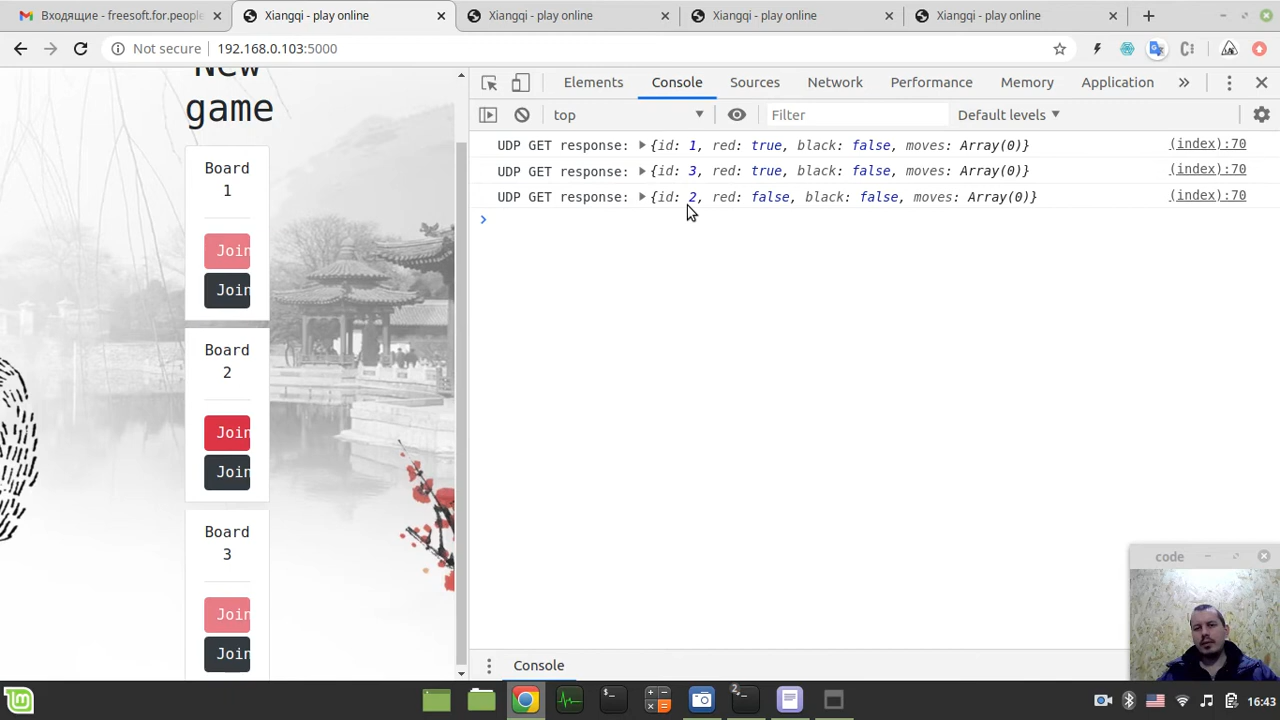 Входящие - freesoft.for.people
Xiangqi - play online
Xiangqi - play online
Xiangqi - play online
Xiangqi - play online
Not secure
192.168.0.103:5000
New
game
Board
1
Join
Join
Board
2
Join
Join
Board
3
Join
Join
Elements
Console
Sources
Network
Performance
Memory
Application
top
Filter
Default levels
UDP GET response: {id: 1, red: true, black: false, moves: Array(0)} (index):70
UDP GET response: {id: 3, red: true, black: false, moves: Array(0)} (index):70
UDP GET response: {id: 2, red: false, black: false, moves: Array(0)} (index):70
Console
code
16:43